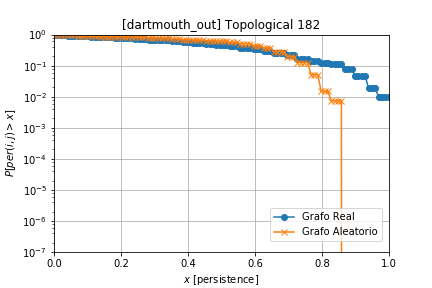 [dartmouth_out] Topological 182
P[per(i,j) > x]
10^0
10^-1
10^-2
10^-3
10^-4
10^-5
10^-6
10^-7
Grafo Real
Grafo Aleatorio
0.0 0.2 0.4 0.6 0.8 1.0
x [persistence]